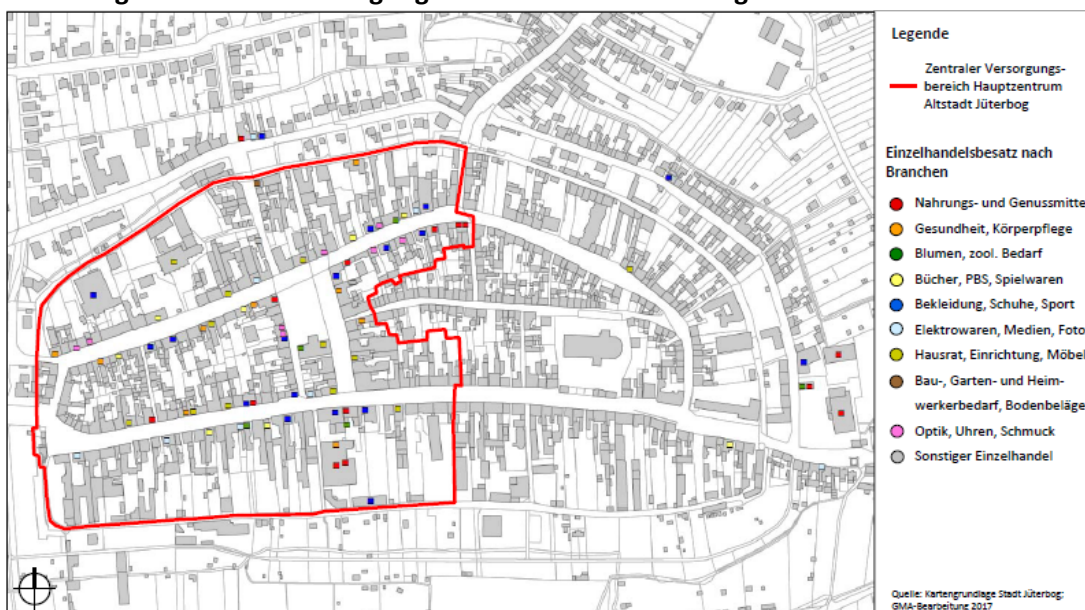 Legende
Zentraler Versorgungs-
bereich Hauptzentrum
Altstadt Jüterbog
Einzelhandelsbesatz nach
Branchen
Nahrungs- und Genussmitte
Gesundheit, Körperpflege
Blumen, zool. Bedarf
Bücher, PBS, Spielwaren
Bekleidung, Schuhe, Sport
Elektrowaren, Medien, Foto
Hausrat, Einrichtung, Möbel
Bau-, Garten- und Heim-
werkerbedarf, Bodenbeläge
Optik, Uhren, Schmuck
Sonstiger Einzelhandel
Quelle: Kartengrundlage Stadt Jüterbog;
GMA-Bearbeitung 2017